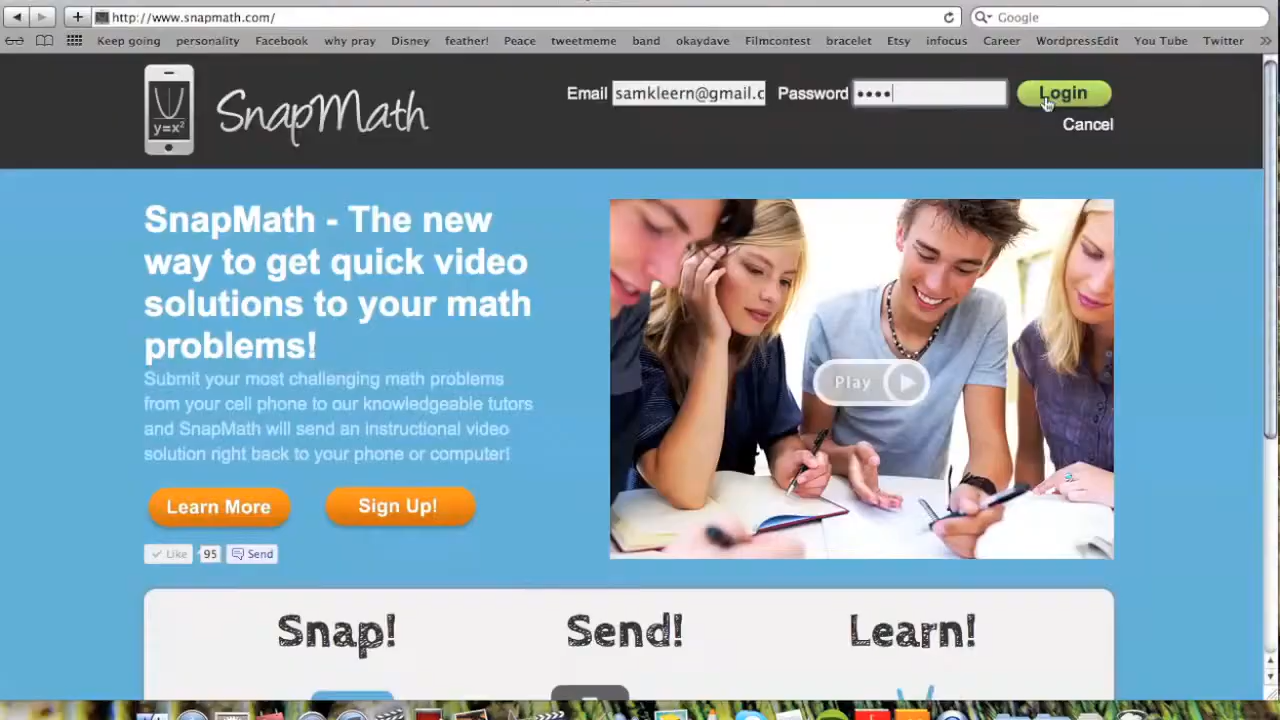 http://www.snapmath.com/
Google
Keep going personality Facebook why pray Disney feather! Peace tweetmeme band okaydave Filmcontest bracelet Etsy infocus Career WordpressEdit You Tube Twitter »
y=x²
SnapMath
Email samkleern@gmail.c Password •••• Login
Cancel
SnapMath - The new
way to get quick video
solutions to your math
problems!
Submit your most challenging math problems
from your cell phone to our knowledgeable tutors
and SnapMath will send an instructional video
solution right back to your phone or computer!
Play
Learn More Sign Up!
Like 95 Send
Snap! Send! Learn!